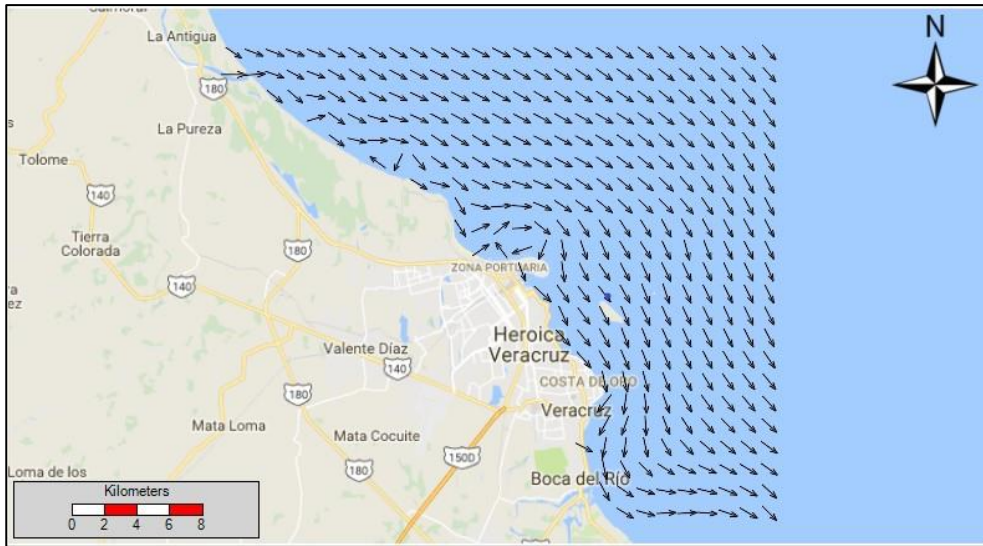 La Antigua
N
180
La Pureza
Tolome
140
Tierra
Colorada
180
140
ZONA PORTUARIA
Heroica
Veracruz
Valente Díaz
140
COSTA DE ORO
180
Veracruz
Mata Loma
Mata Cocuite
150D
180
Loma de los
Boca del Río
Kilometers
0 2 4 6 8